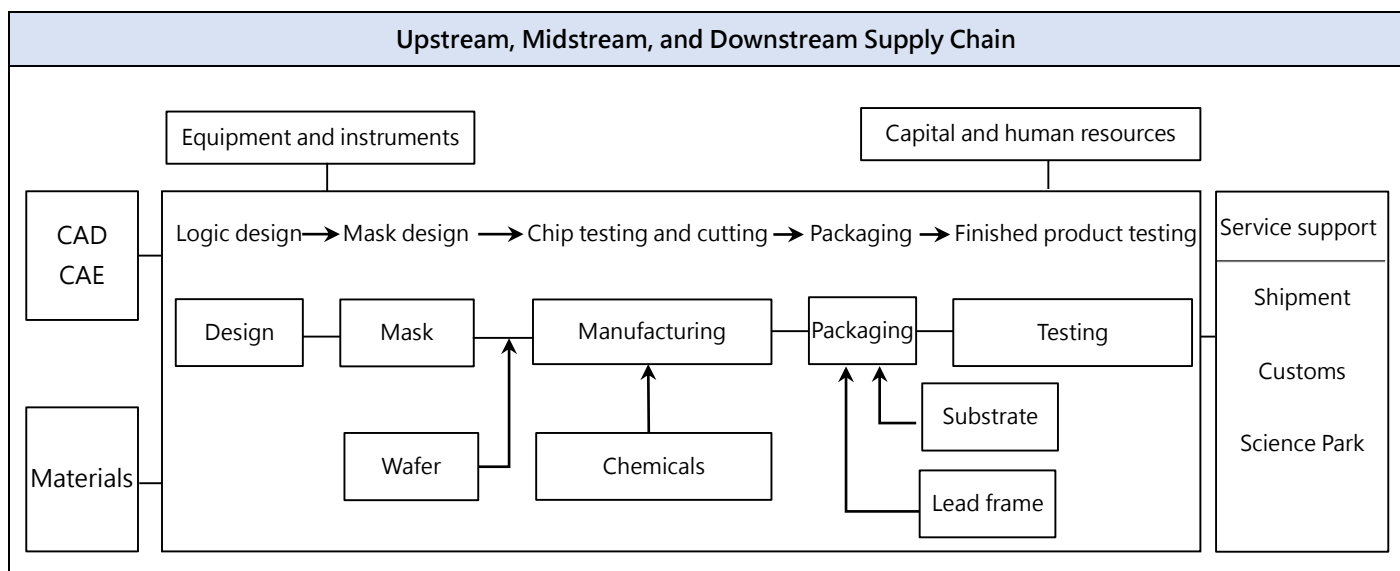 Upstream, Midstream, and Downstream Supply Chain
Equipment and instruments
Capital and human resources
CAD
CAE
Materials
Logic design
Mask design
Chip testing and cutting
Packaging
Finished product testing
Design
Mask
Manufacturing
Packaging
Testing
Wafer
Chemicals
Substrate
Lead frame
Service support
Shipment
Customs
Science Park